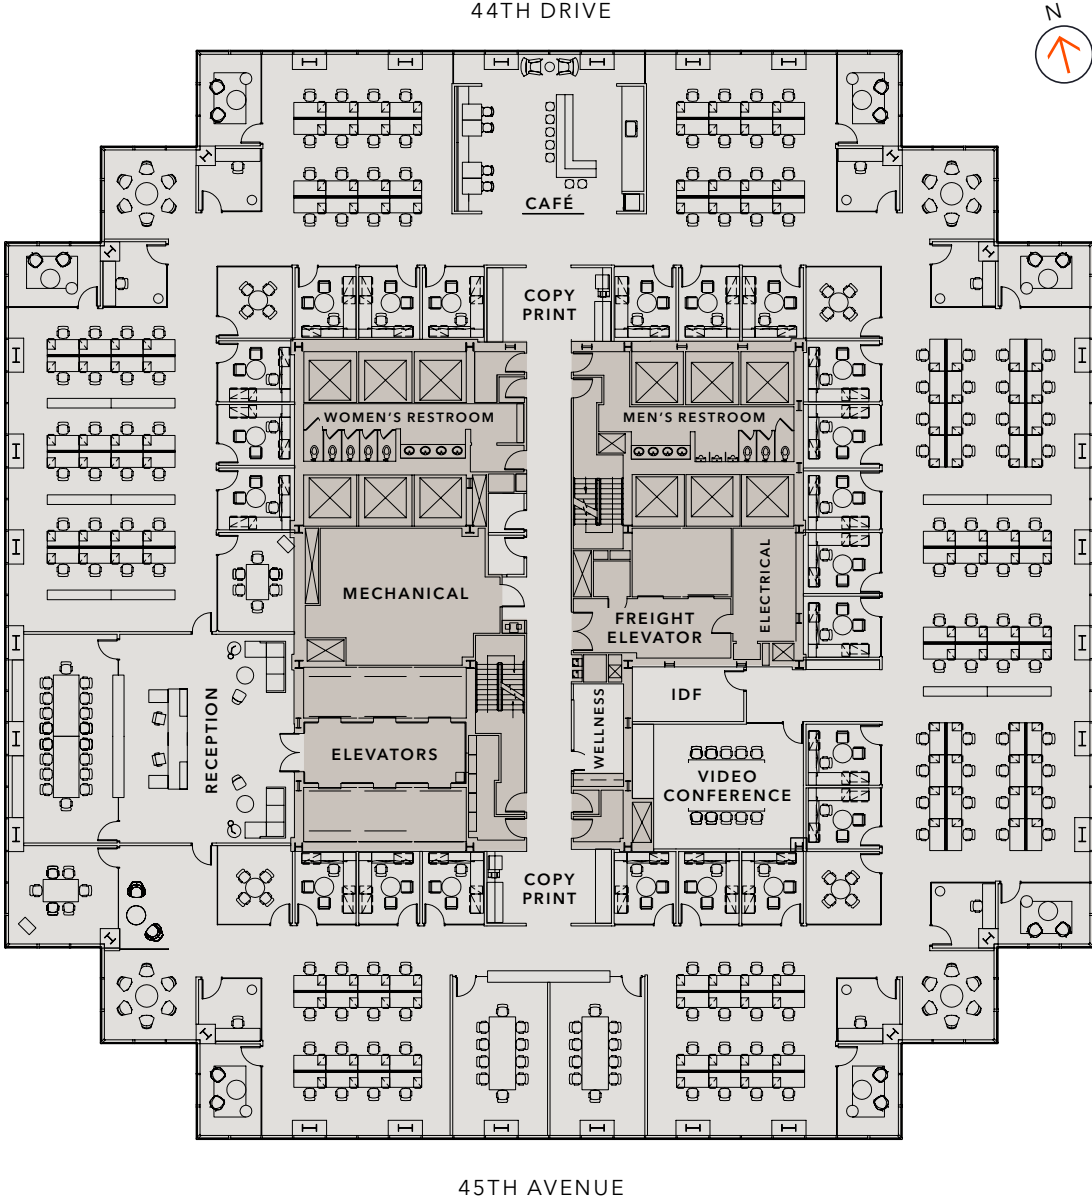 44TH DRIVE
N
CAFÉ
COPY
PRINT
WOMEN'S RESTROOM
MEN'S RESTROOM
MECHANICAL
FREIGHT
ELEVATOR
ELECTRICAL
RECEPTION
ELEVATORS
WELLNESS
IDF
VIDEO
CONFERENCE
COPY
PRINT
45TH AVENUE